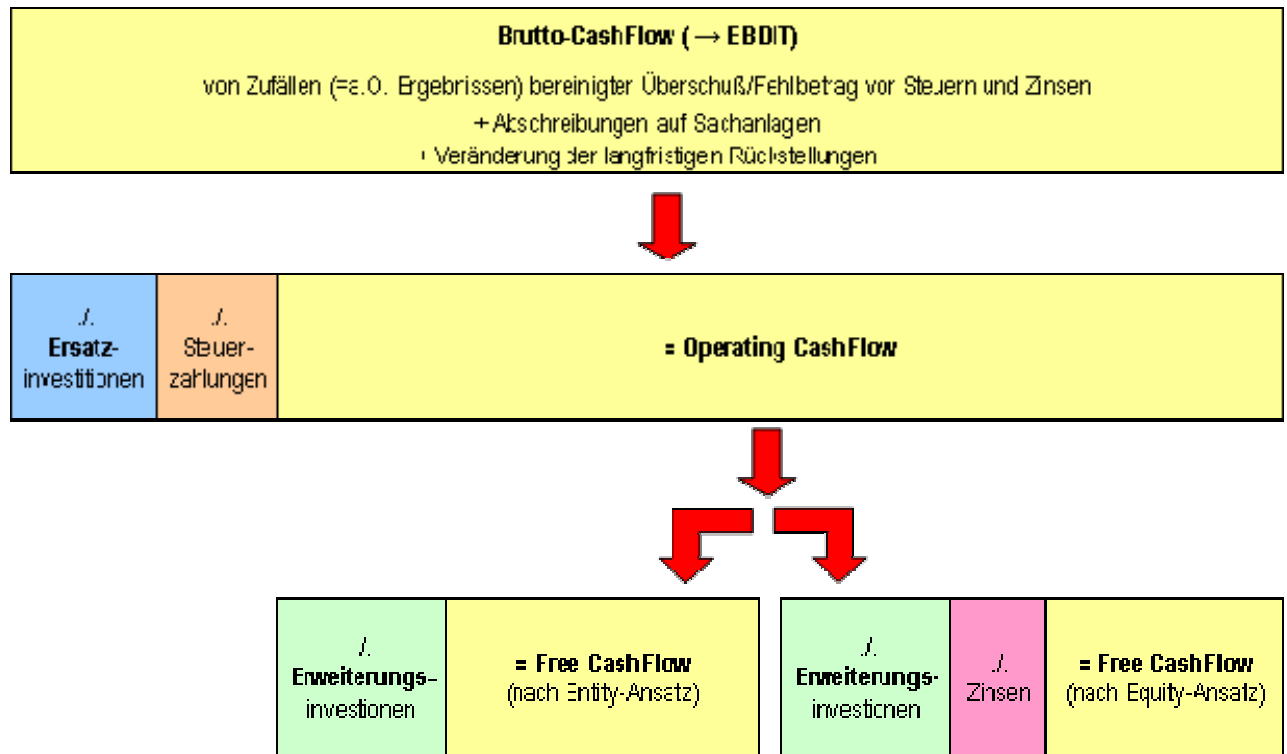 Brutto-CashFlow ( → EBDIT)
von Zufällen (=a.O. Ergebnissen) bereinigter Überschuß/Fehlbetrag vor Steuern und Zinsen
+ Abschreibungen auf Sachanlagen
+ Veränderung der langfristigen Rückstellungen
./.
Ersatz-
investitionen
./.
Steuer-
zahlungen
= Operating CashFlow
./.
Erweiterungs-
investionen
= Free CashFlow
(nach Entity-Ansatz)
./.
Erweiterungs-
investionen
./.
Zinsen
= Free CashFlow
(nach Equity-Ansatz)